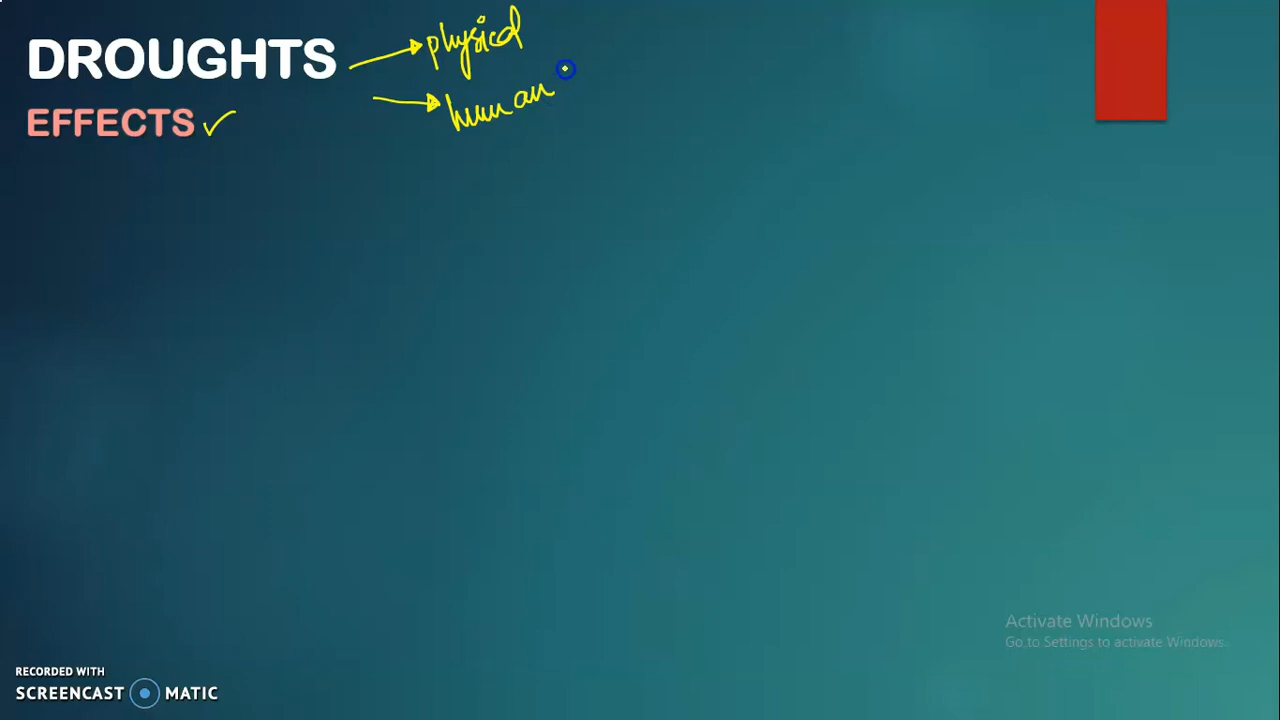 DROUGHTS
physical
human
EFFECTS
Activate Windows
Go to Settings to activate Windows.
RECORDED WITH
SCREENCAST MATIC